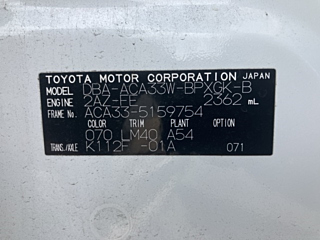 TOYOTA MOTOR CORPORATION JAPAN
MODEL DBA-ACA33W-BPXGK-B
ENGINE 2AZ-FE 2362 mL
FRAME No. ACA33-5159754
COLOR TRIM PLANT OPTION
070 LM40 A54
TRANS./AXLE K112F -01A 071